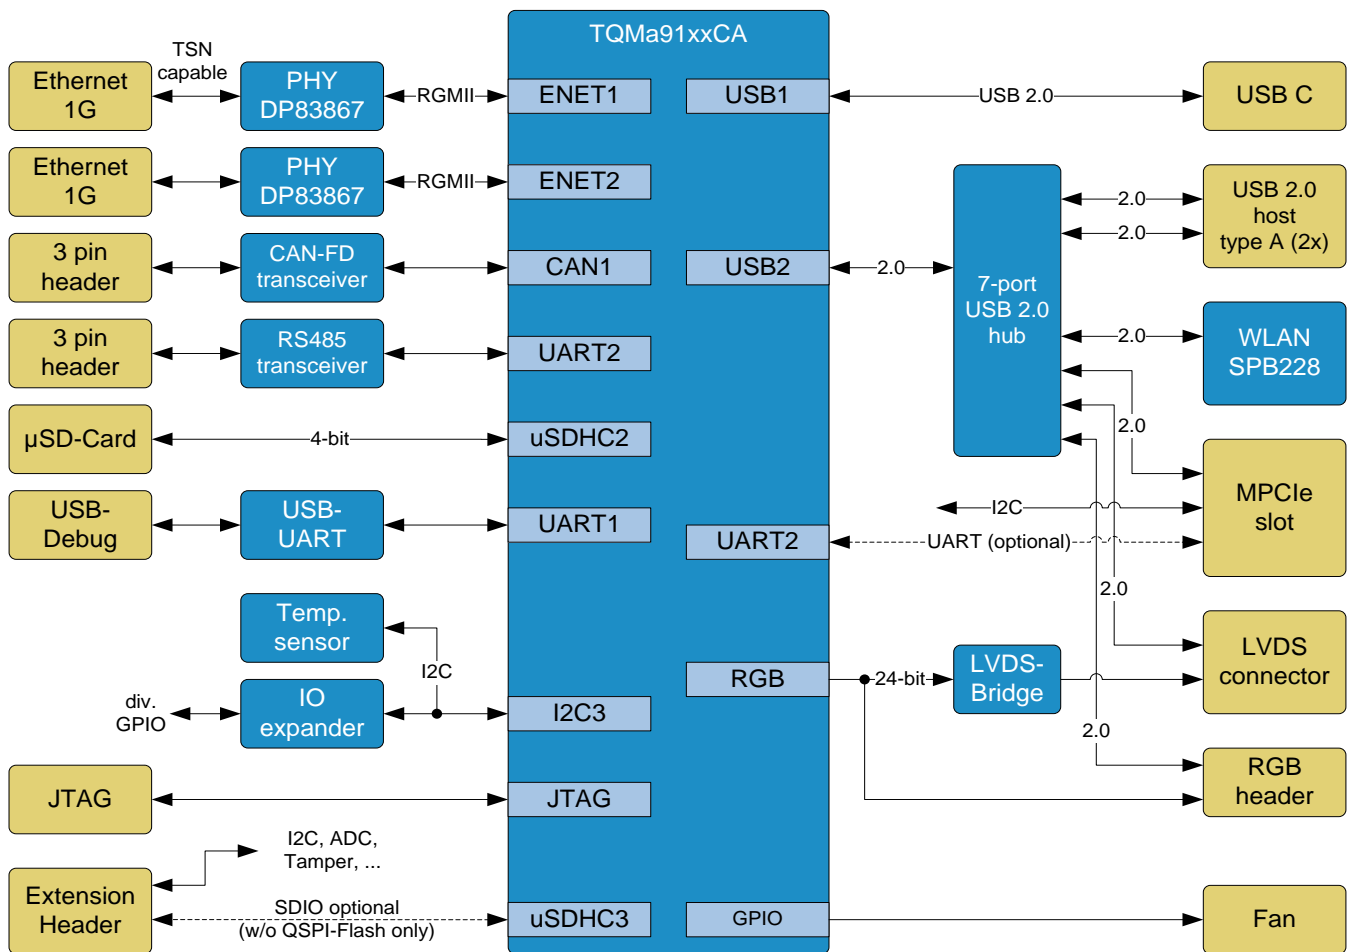 TQMa91xxCA
TSN
capable
Ethernet
1G
PHY
DP83867
RGMII
ENET1
USB1
USB 2.0
USB C
Ethernet
1G
PHY
DP83867
RGMII
ENET2
2.0
2.0
USB 2.0
host
type A (2x)
3 pin
header
CAN-FD
transceiver
CAN1
USB2
2.0
7-port
USB 2.0
hub
3 pin
header
RS485
transceiver
UART2
2.0
WLAN
SPB228
µSD-Card
4-bit
uSDHC2
2.0
USB-
Debug
USB-
UART
UART1
UART2
I2C
UART (optional)
MPCIe
slot
2.0
Temp.
sensor
I2C
RGB
24-bit
LVDS-
Bridge
LVDS
connector
div.
GPIO
IO
expander
I2C3
2.0
JTAG
JTAG
RGB
header
I2C, ADC,
Tamper, ...
Extension
Header
SDIO optional
(w/o QSPI-Flash only)
uSDHC3
GPIO
Fan